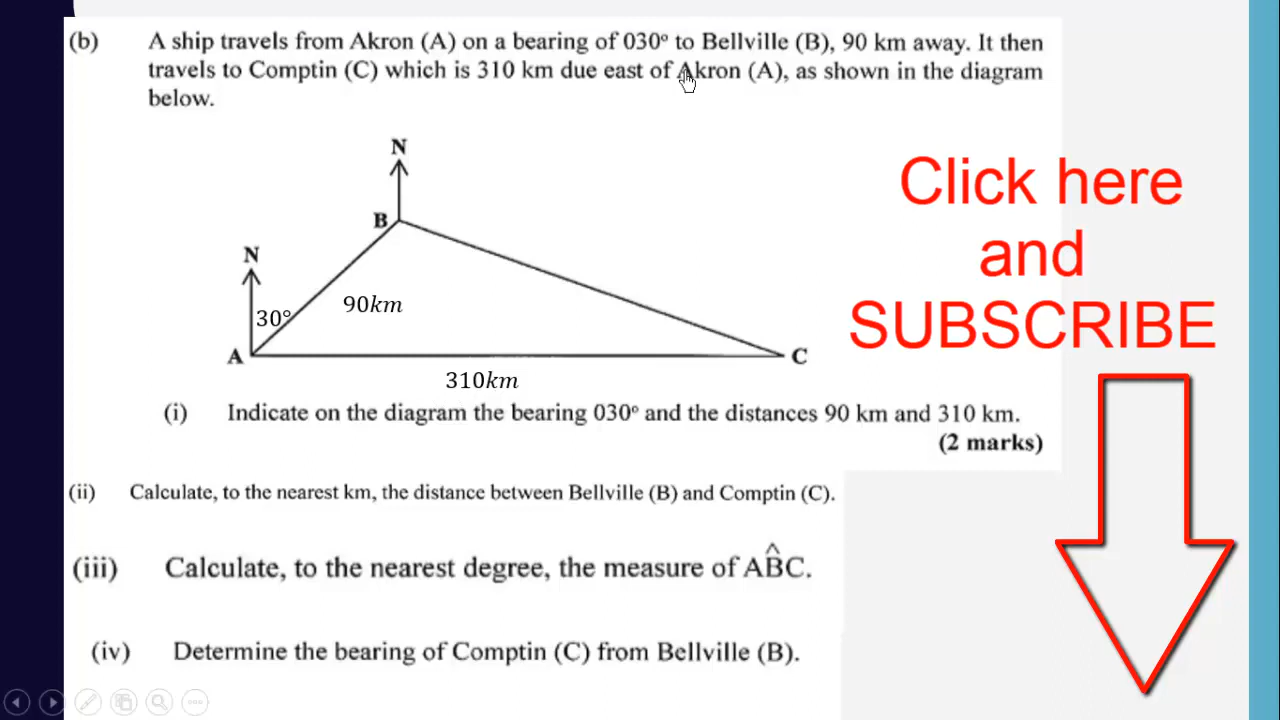 (b) A ship travels from Akron (A) on a bearing of 030° to Bellville (B), 90 km away. It then
travels to Comptin (C) which is 310 km due east of Akron (A), as shown in the diagram
below.
N
B
N
30°
90km
A
C
310km
Click here
and
SUBSCRIBE
(i) Indicate on the diagram the bearing 030° and the distances 90 km and 310 km.
(2 marks)
(ii) Calculate, to the nearest km, the distance between Bellville (B) and Comptin (C).
(iii) Calculate, to the nearest degree, the measure of AB̂C.
(iv) Determine the bearing of Comptin (C) from Bellville (B).